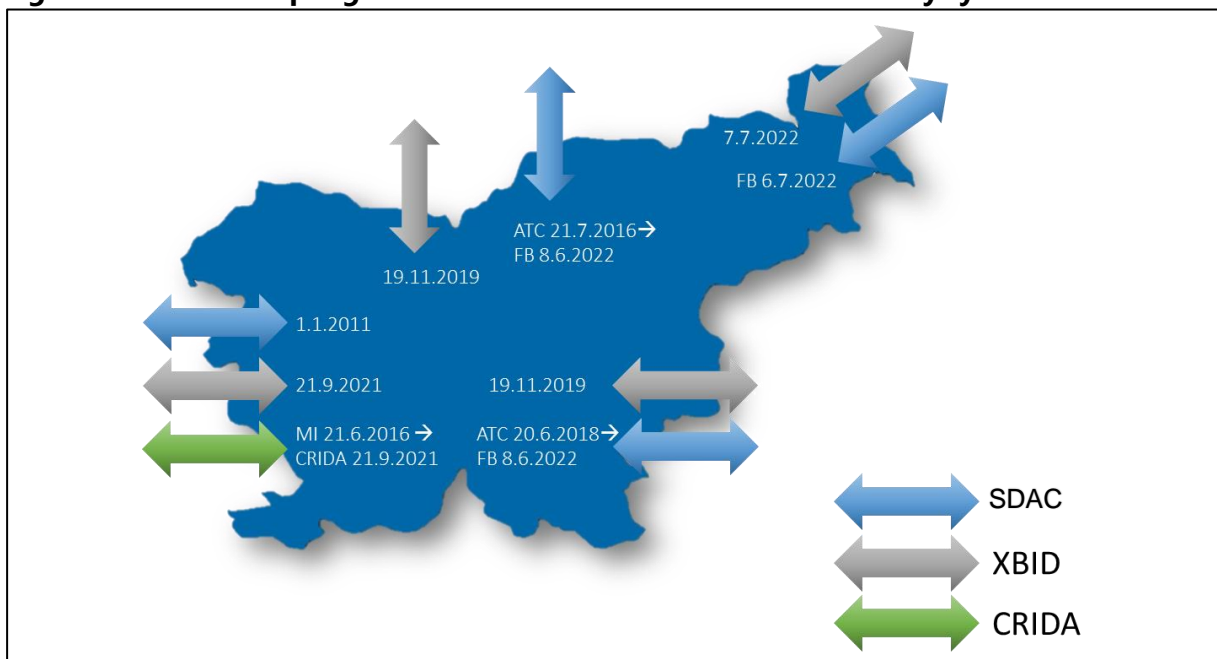 7.7.2022
FB 6.7.2022
ATC 21.7.2016→
FB 8.6.2022
19.11.2019
1.1.2011
21.9.2021
19.11.2019
MI 21.6.2016 →
CRIDA 21.9.2021
ATC 20.6.2018→
FB 8.6.2022
SDAC
XBID
CRIDA